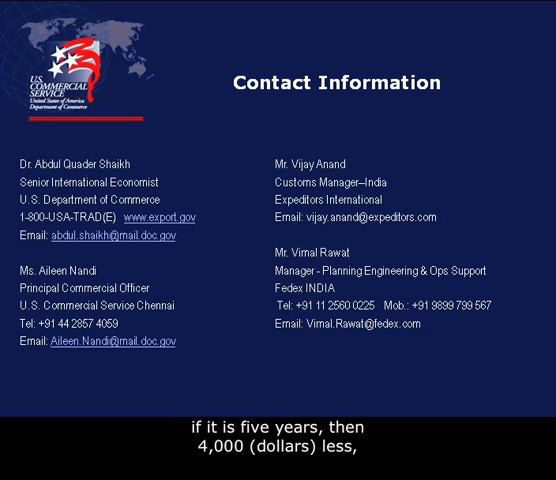 U.S.
COMMERCIAL
SERVICE
United States of America
Department of Commerce
Contact Information
Dr. Abdul Quader Shaikh
Senior International Economist
U.S. Department of Commerce
1-800-USA-TRAD(E) www.export.gov
Email: abdul.shaikh@mail.doc.gov
Ms. Aileen Nandi
Principal Commercial Officer
U.S. Commercial Service Chennai
Tel: +91 44 2857 4059
Email: Aileen.Nandi@mail.doc.gov
Mr. Vijay Anand
Customs Manager–India
Expeditors International
Email: vijay.anand@expeditors.com
Mr. Vimal Rawat
Manager - Planning Engineering & Ops Support
Fedex INDIA
Tel: +91 11 2560 0225 Mob.: +91 9899 799 567
Email: Vimal.Rawat@fedex.com
if it is five years, then
4,000 (dollars) less,